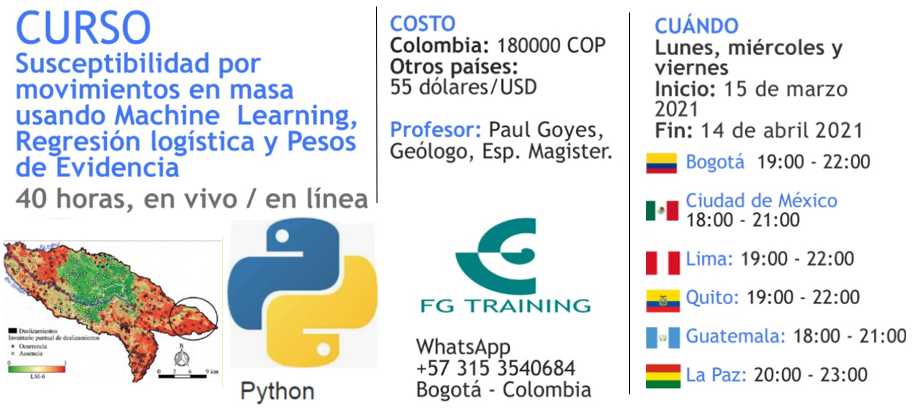 CURSO
Susceptibilidad por
movimientos en masa
usando Machine Learning,
Regresión logística y Pesos
de Evidencia
40 horas, en vivo / en línea
Deslizamientos
Inventario puntual de deslizamientos
Ocurrencia
Ausencia
0 1
LSI-6
N
0 3 6 9 km
Python
COSTO
Colombia: 180000 COP
Otros países:
55 dólares/USD
Profesor: Paul Goyes,
Geólogo, Esp. Magister.
FG TRAINING
WhatsApp
+57 315 3540684
Bogotá - Colombia
CUÁNDO
Lunes, miércoles y
viernes
Inicio: 15 de marzo
2021
Fin: 14 de abril 2021
Bogotá 19:00 - 22:00
Ciudad de México
18:00 - 21:00
Lima: 19:00 - 22:00
Quito: 19:00 - 22:00
Guatemala: 18:00 - 21:00
La Paz: 20:00 - 23:00